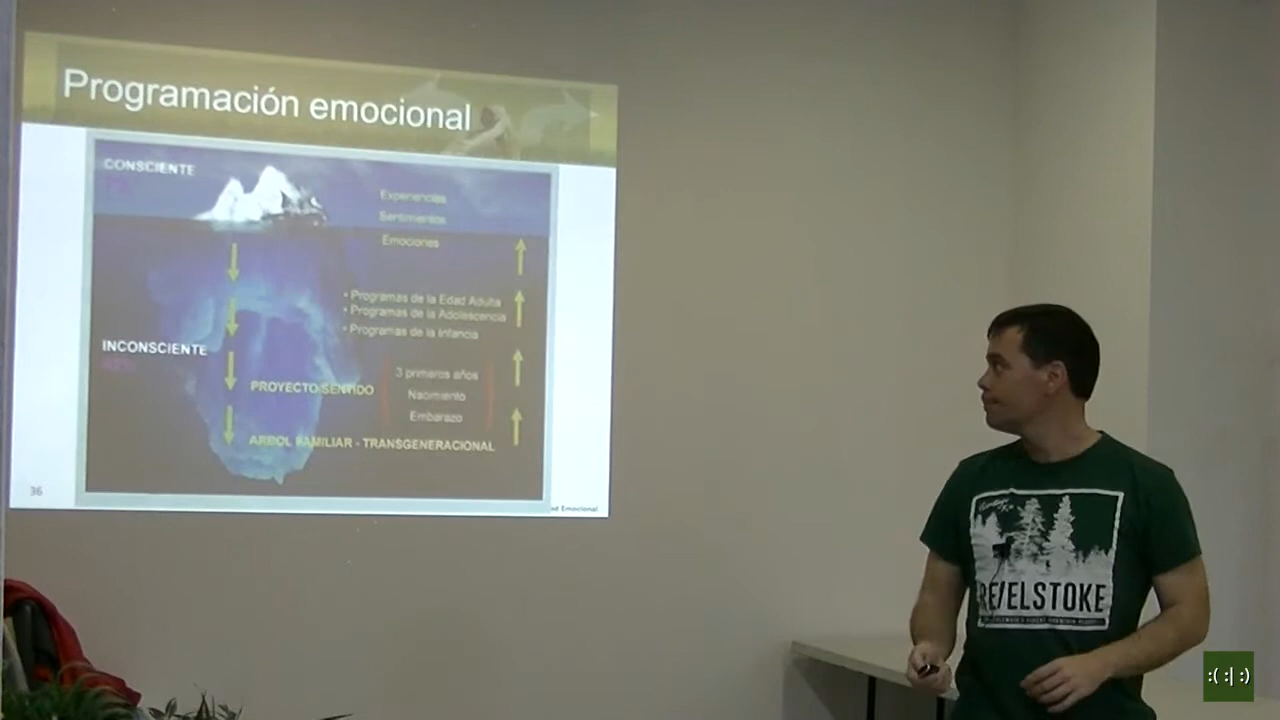 Programación emocional
CONSCIENTE
Experiencias
Sentimientos
Emociones
• Programas de la Edad Adulta
• Programas de la Adolescencia
• Programas de la Infancia
INCONSCIENTE
3 primeros años
PROYECTO SENTIDO
Nacimiento
Embarazo
ARBOL FAMILIAR - TRANSGENERACIONAL
36
Emocional
REVELSTOKE
:( :| :)